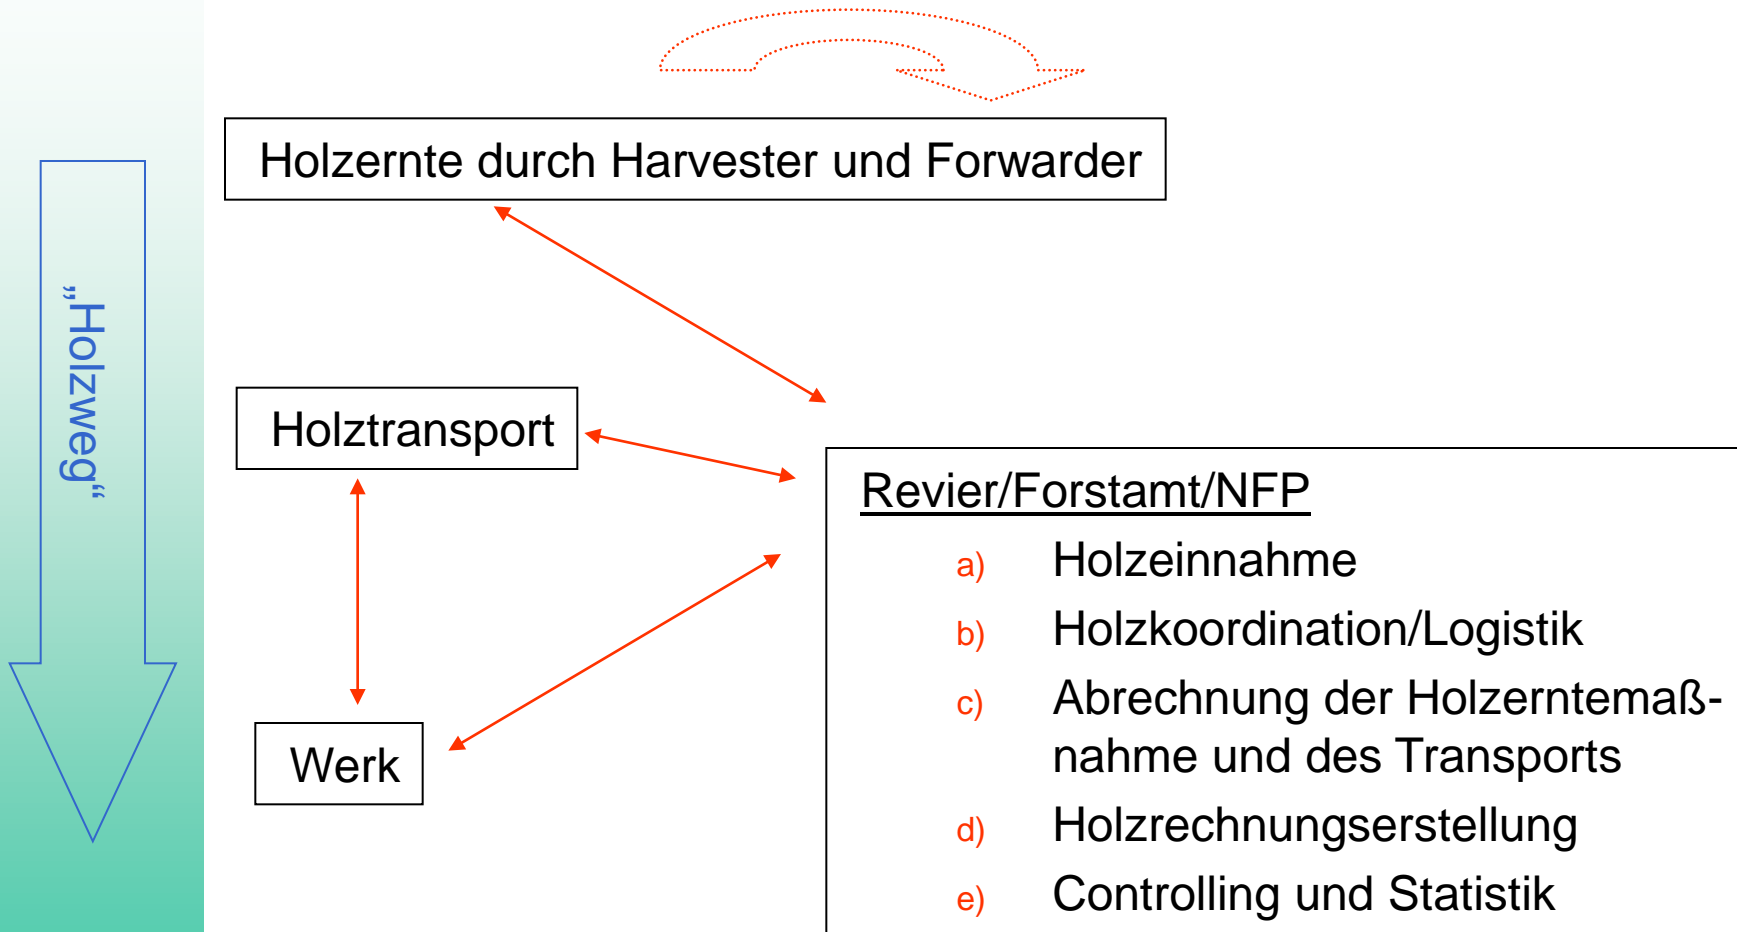 Holzernte durch Harvester und Forwarder
„Holzweg“
Holztransport
Werk
Revier/Forstamt/NFP
a) Holzeinnahme
b) Holzkoordination/Logistik
c) Abrechnung der Holzerntemaß-
nahme und des Transports
d) Holzrechnungserstellung
e) Controlling und Statistik